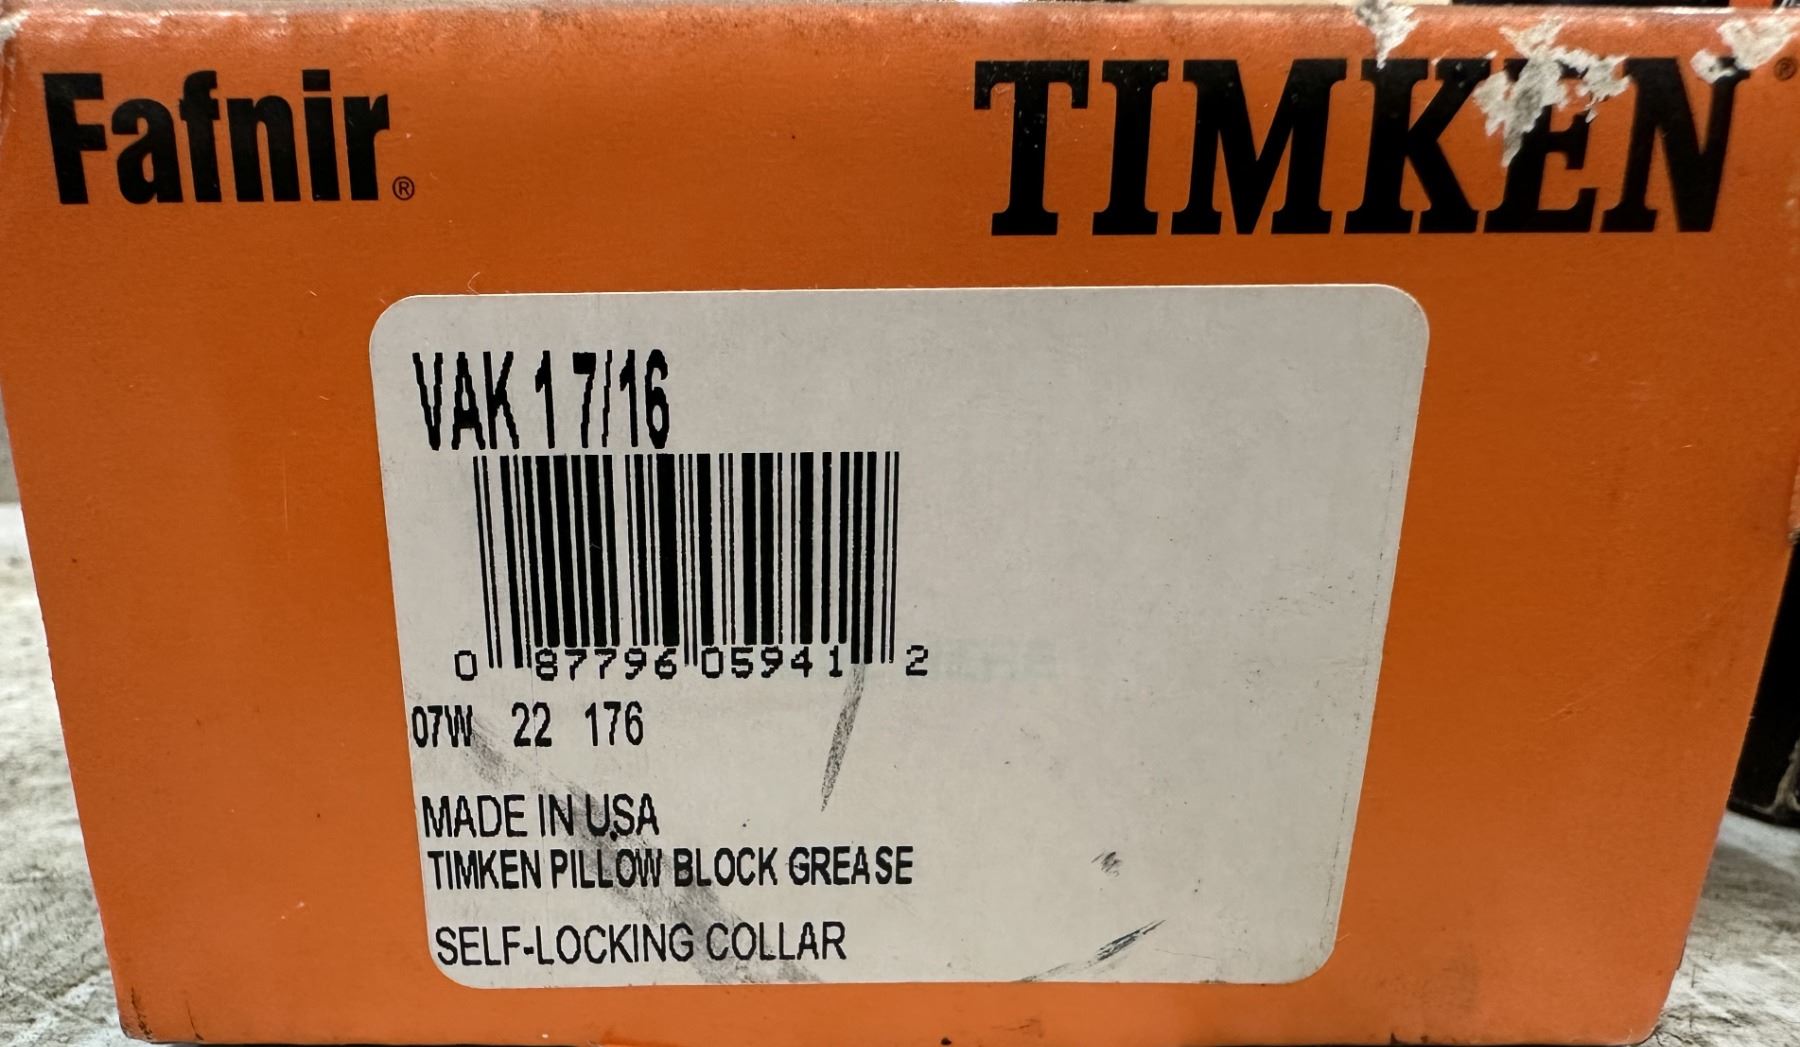 Fafnir®
TIMKEN®
VAK 1 7/16
0 87796 05941 2
07W 22 176
MADE IN USA
TIMKEN PILLOW BLOCK GREASE
SELF-LOCKING COLLAR